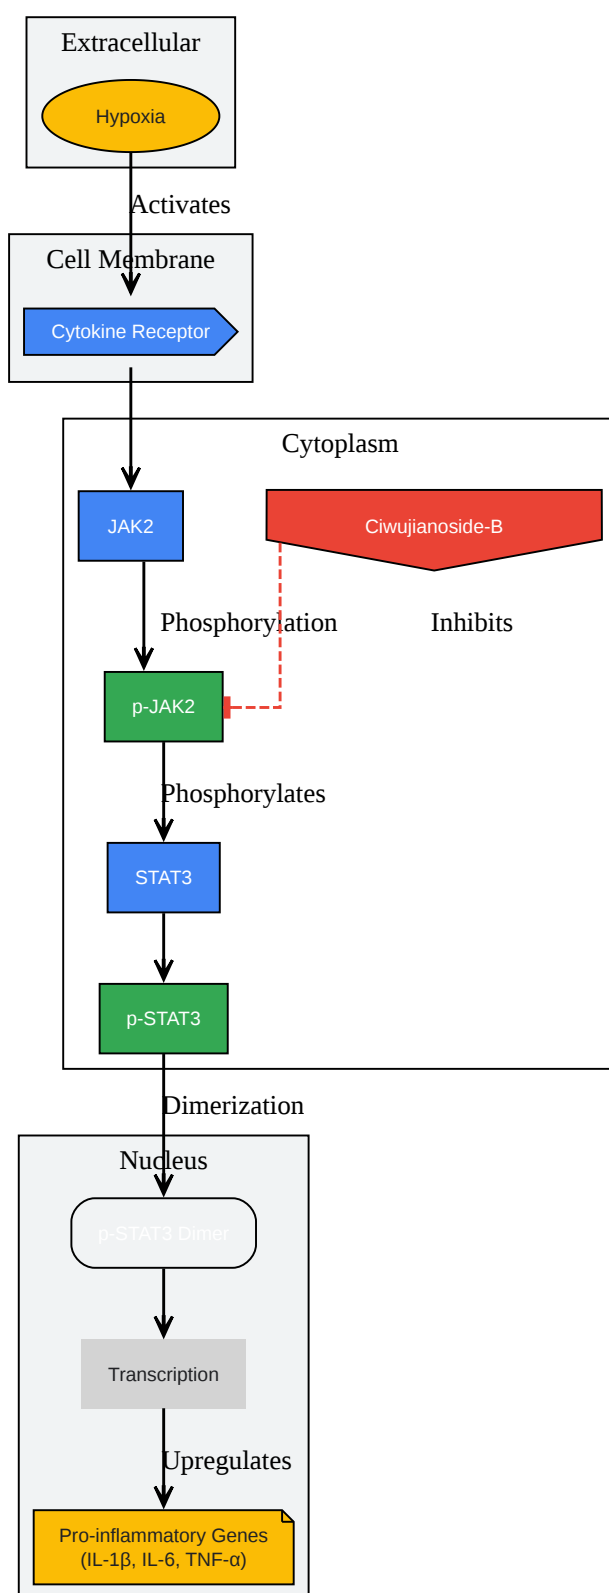 Extracellular
Hypoxia
Activates
Cell Membrane
Cytokine Receptor
Cytoplasm
JAK2
Ciwujianoside-B
Phosphorylation
Inhibits
p-JAK2
Phosphorylates
STAT3
p-STAT3
Dimerization
Nucleus
p-STAT3 Dimer
Transcription
Upregulates
Pro-inflammatory Genes
(IL-1β, IL-6, TNF-α)